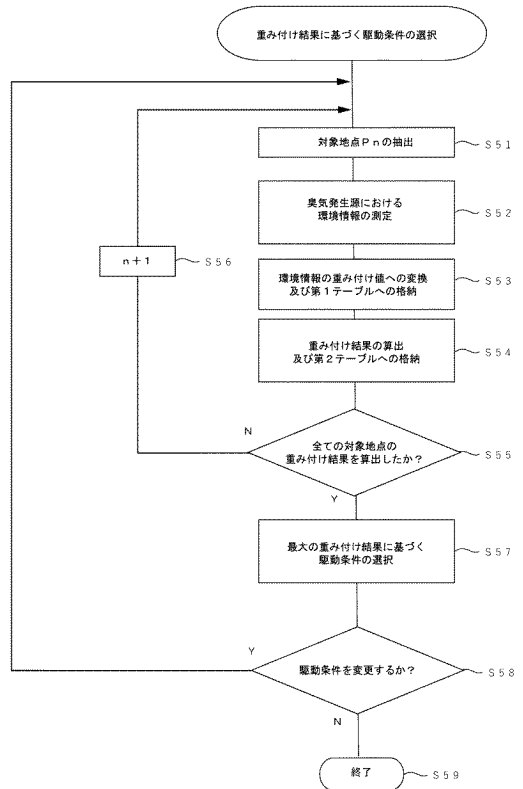 重み付け結果に基づく駆動条件の選択
対象地点Ｐｎの抽出
Ｓ５１
臭気発生源における
環境情報の測定
Ｓ５２
環境情報の重み付け値への変換
及び第１テーブルへの格納
Ｓ５３
ｎ＋１
Ｓ５６
重み付け結果の算出
及び第２テーブルへの格納
Ｓ５４
Ｎ
全ての対象地点の
重み付け結果を算出したか？
Ｓ５５
Ｙ
最大の重み付け結果に基づく
駆動条件の選択
Ｓ５７
Ｙ
駆動条件を変更するか？
Ｓ５８
Ｎ
終了
Ｓ５９